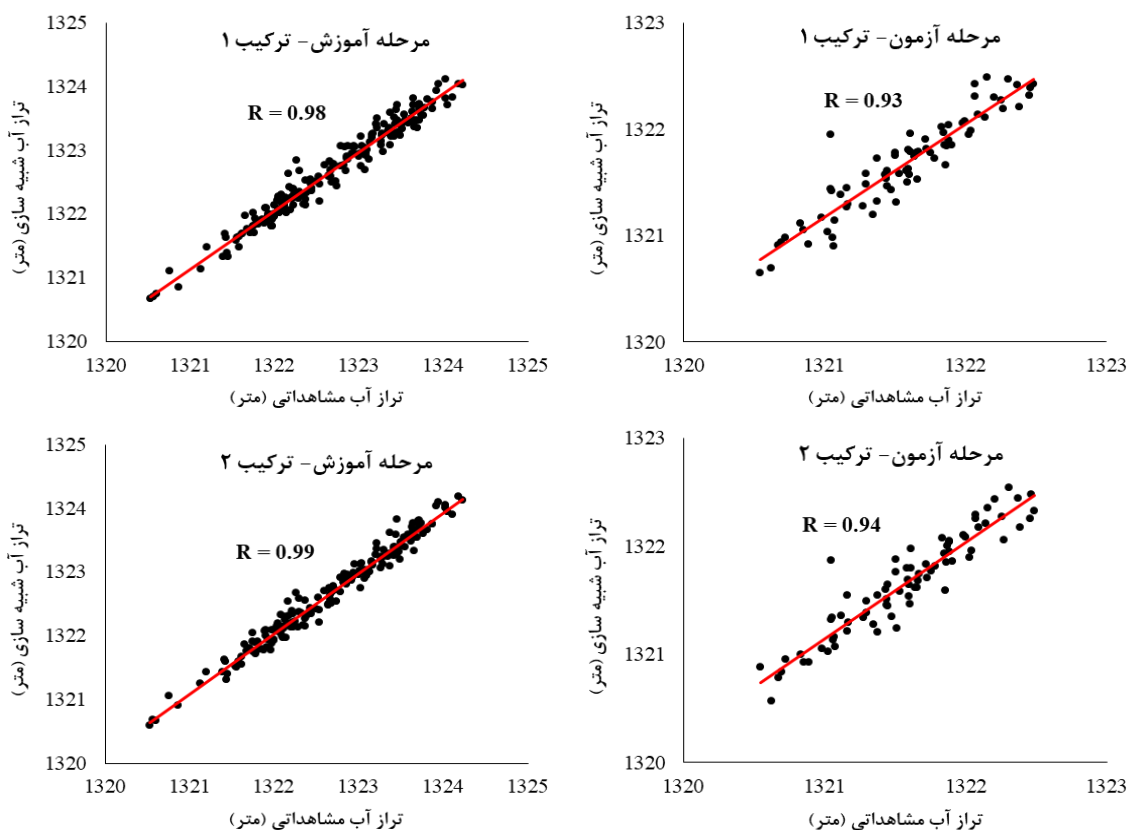 مرحله آموزش- ترکیب ۱
R = 0.98
تراز آب شبیه سازی (متر)
1325
1324
1323
1322
1321
1320
1320 1321 1322 1323 1324 1325
تراز آب مشاهداتی (متر)
مرحله آزمون- ترکیب ۱
R = 0.93
تراز آب شبیه سازی (متر)
1323
1322
1321
1320
1320 1321 1322 1323
تراز آب مشاهداتی (متر)
مرحله آموزش- ترکیب ۲
R = 0.99
تراز آب شبیه سازی (متر)
1325
1324
1323
1322
1321
1320
1320 1321 1322 1323 1324 1325
تراز آب مشاهداتی (متر)
مرحله آزمون- ترکیب ۲
R = 0.94
تراز آب شبیه سازی (متر)
1323
1322
1321
1320
1320 1321 1322 1323
تراز آب مشاهداتی (متر)